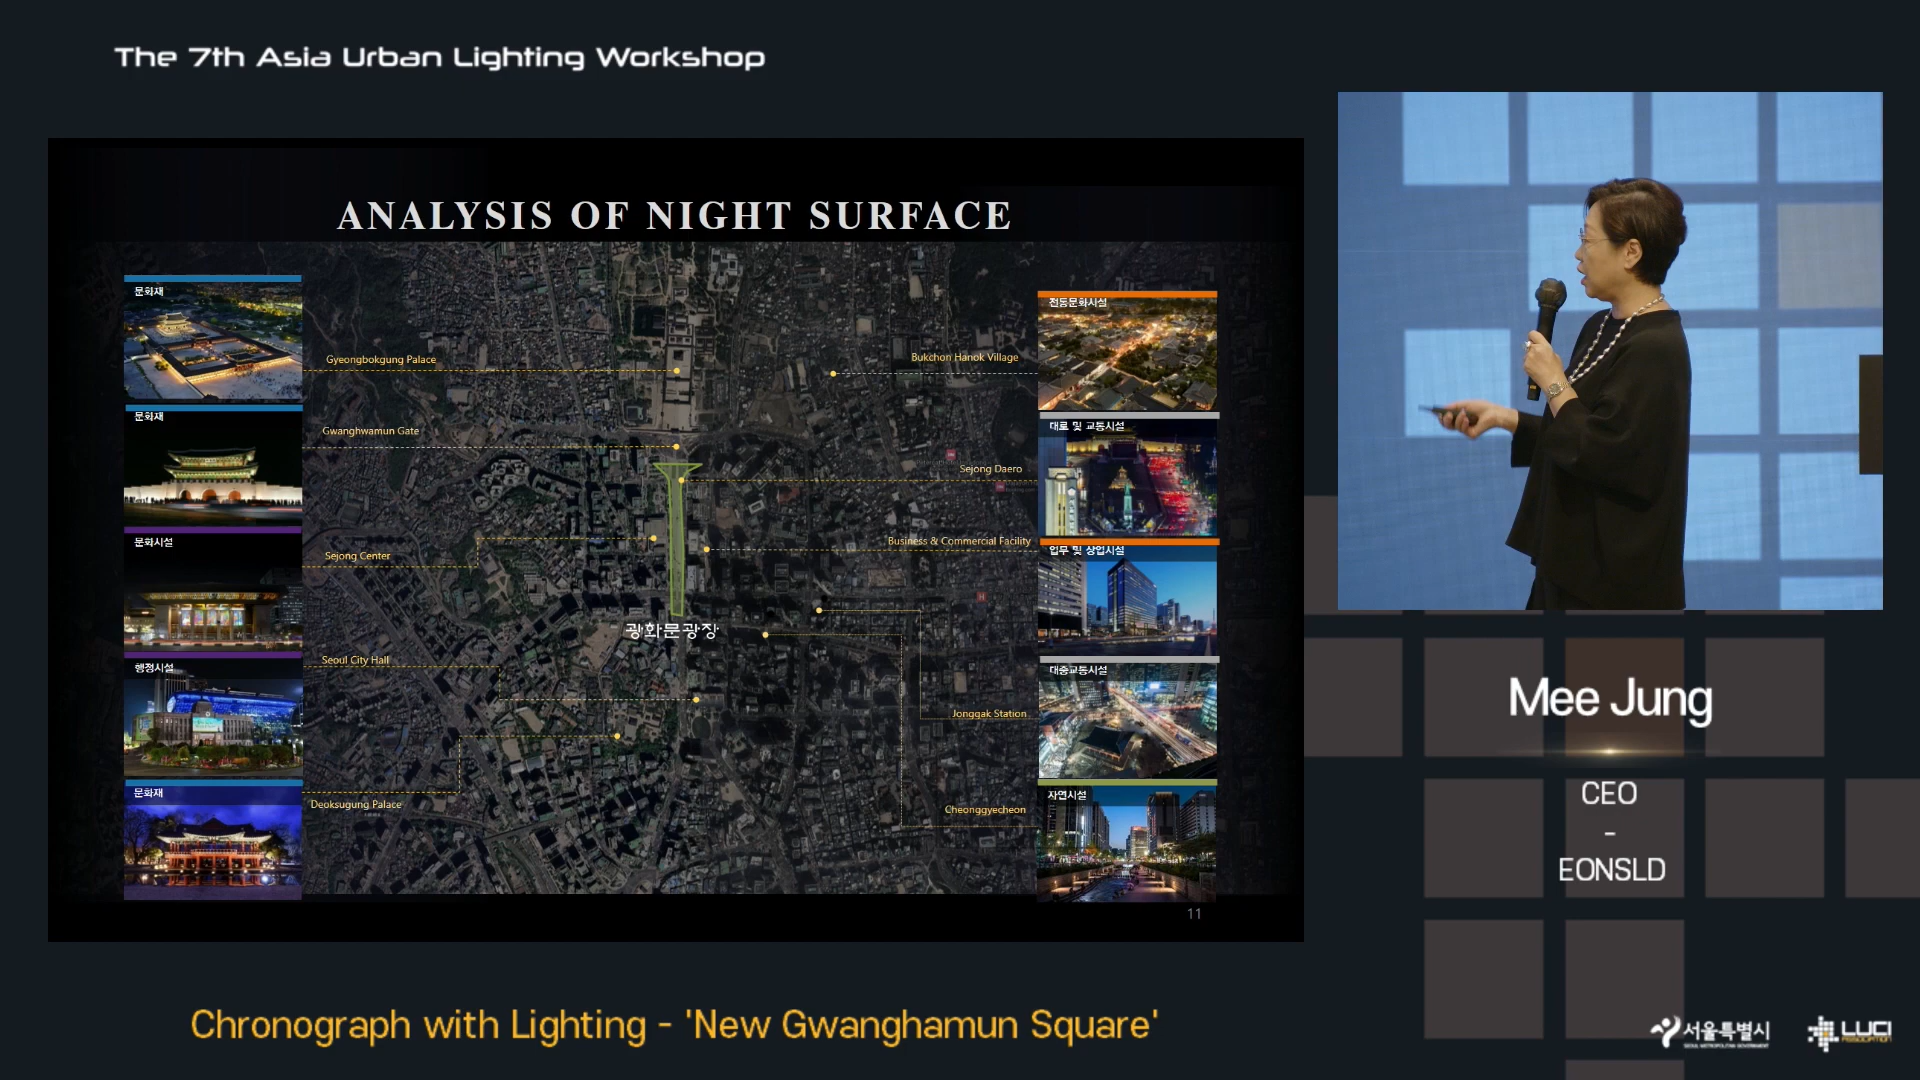 The 7th Asia Urban Lighting Workshop
ANALYSIS OF NIGHT SURFACE
문화재
Gyeongbokgung Palace
문화재
Gwanghwamun Gate
문화시설
Sejong Center
행정시설
Seoul City Hall
문화재
Deoksugung Palace
광화문광장
전통문화시설
Bukchon Hanok Village
대로 및 교통시설
Sejong Daero
업무 및 상업시설
Business & Commercial Facility
대중교통시설
Jonggak Station
자연시설
Cheonggyecheon
11
Mee Jung
CEO
-
EONSLD
Chronograph with Lighting - 'New Gwanghamun Square'
서울특별시
SEOUL METROPOLITAN GOVERNMENT
LUCI
ASSOCIATION